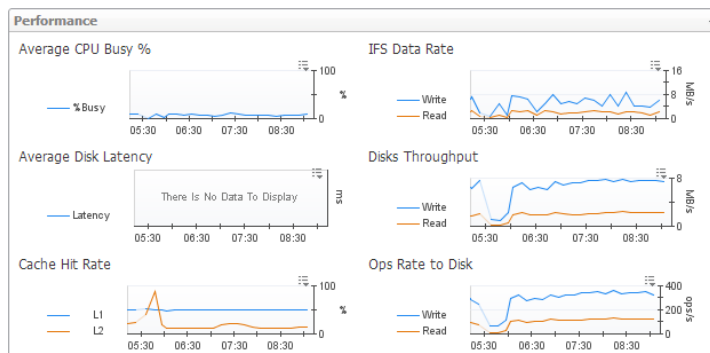 Performance
Average CPU Busy %
%Busy
100
%
05:30 06:30 07:30 08:30
IFS Data Rate
Write
Read
16
8
0
MB/s
05:30 06:30 07:30 08:30
Average Disk Latency
Latency
There Is No Data To Display
ms
05:30 06:30 07:30 08:30
Disks Throughput
Write
Read
8
0
MB/s
05:30 06:30 07:30 08:30
Cache Hit Rate
L1
L2
100
%
05:30 06:30 07:30 08:30
Ops Rate to Disk
Write
Read
400
200
0
ops/s
05:30 06:30 07:30 08:30